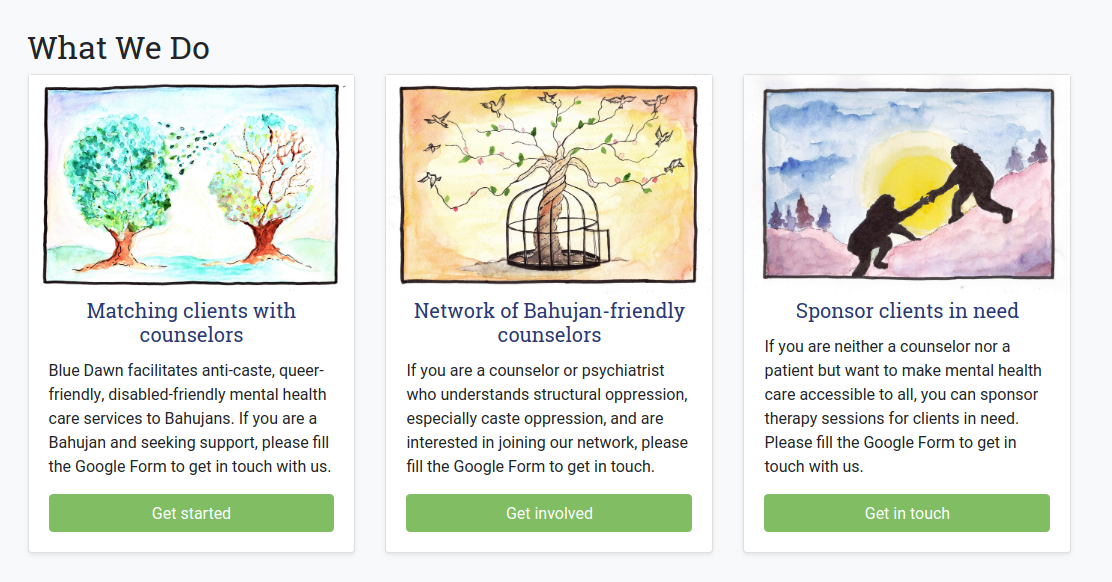 What We Do
Matching clients with
counselors
Blue Dawn facilitates anti-caste, queer-
friendly, disabled-friendly mental health
care services to Bahujans. If you are a
Bahujan and seeking support, please fill
the Google Form to get in touch with us.
Get started
Network of Bahujan-friendly
counselors
If you are a counselor or psychiatrist
who understands structural oppression,
especially caste oppression, and are
interested in joining our network, please
fill the Google Form to get in touch.
Get involved
Sponsor clients in need
If you are neither a counselor nor a
patient but want to make mental health
care accessible to all, you can sponsor
therapy sessions for clients in need.
Please fill the Google Form to get in
touch with us.
Get in touch